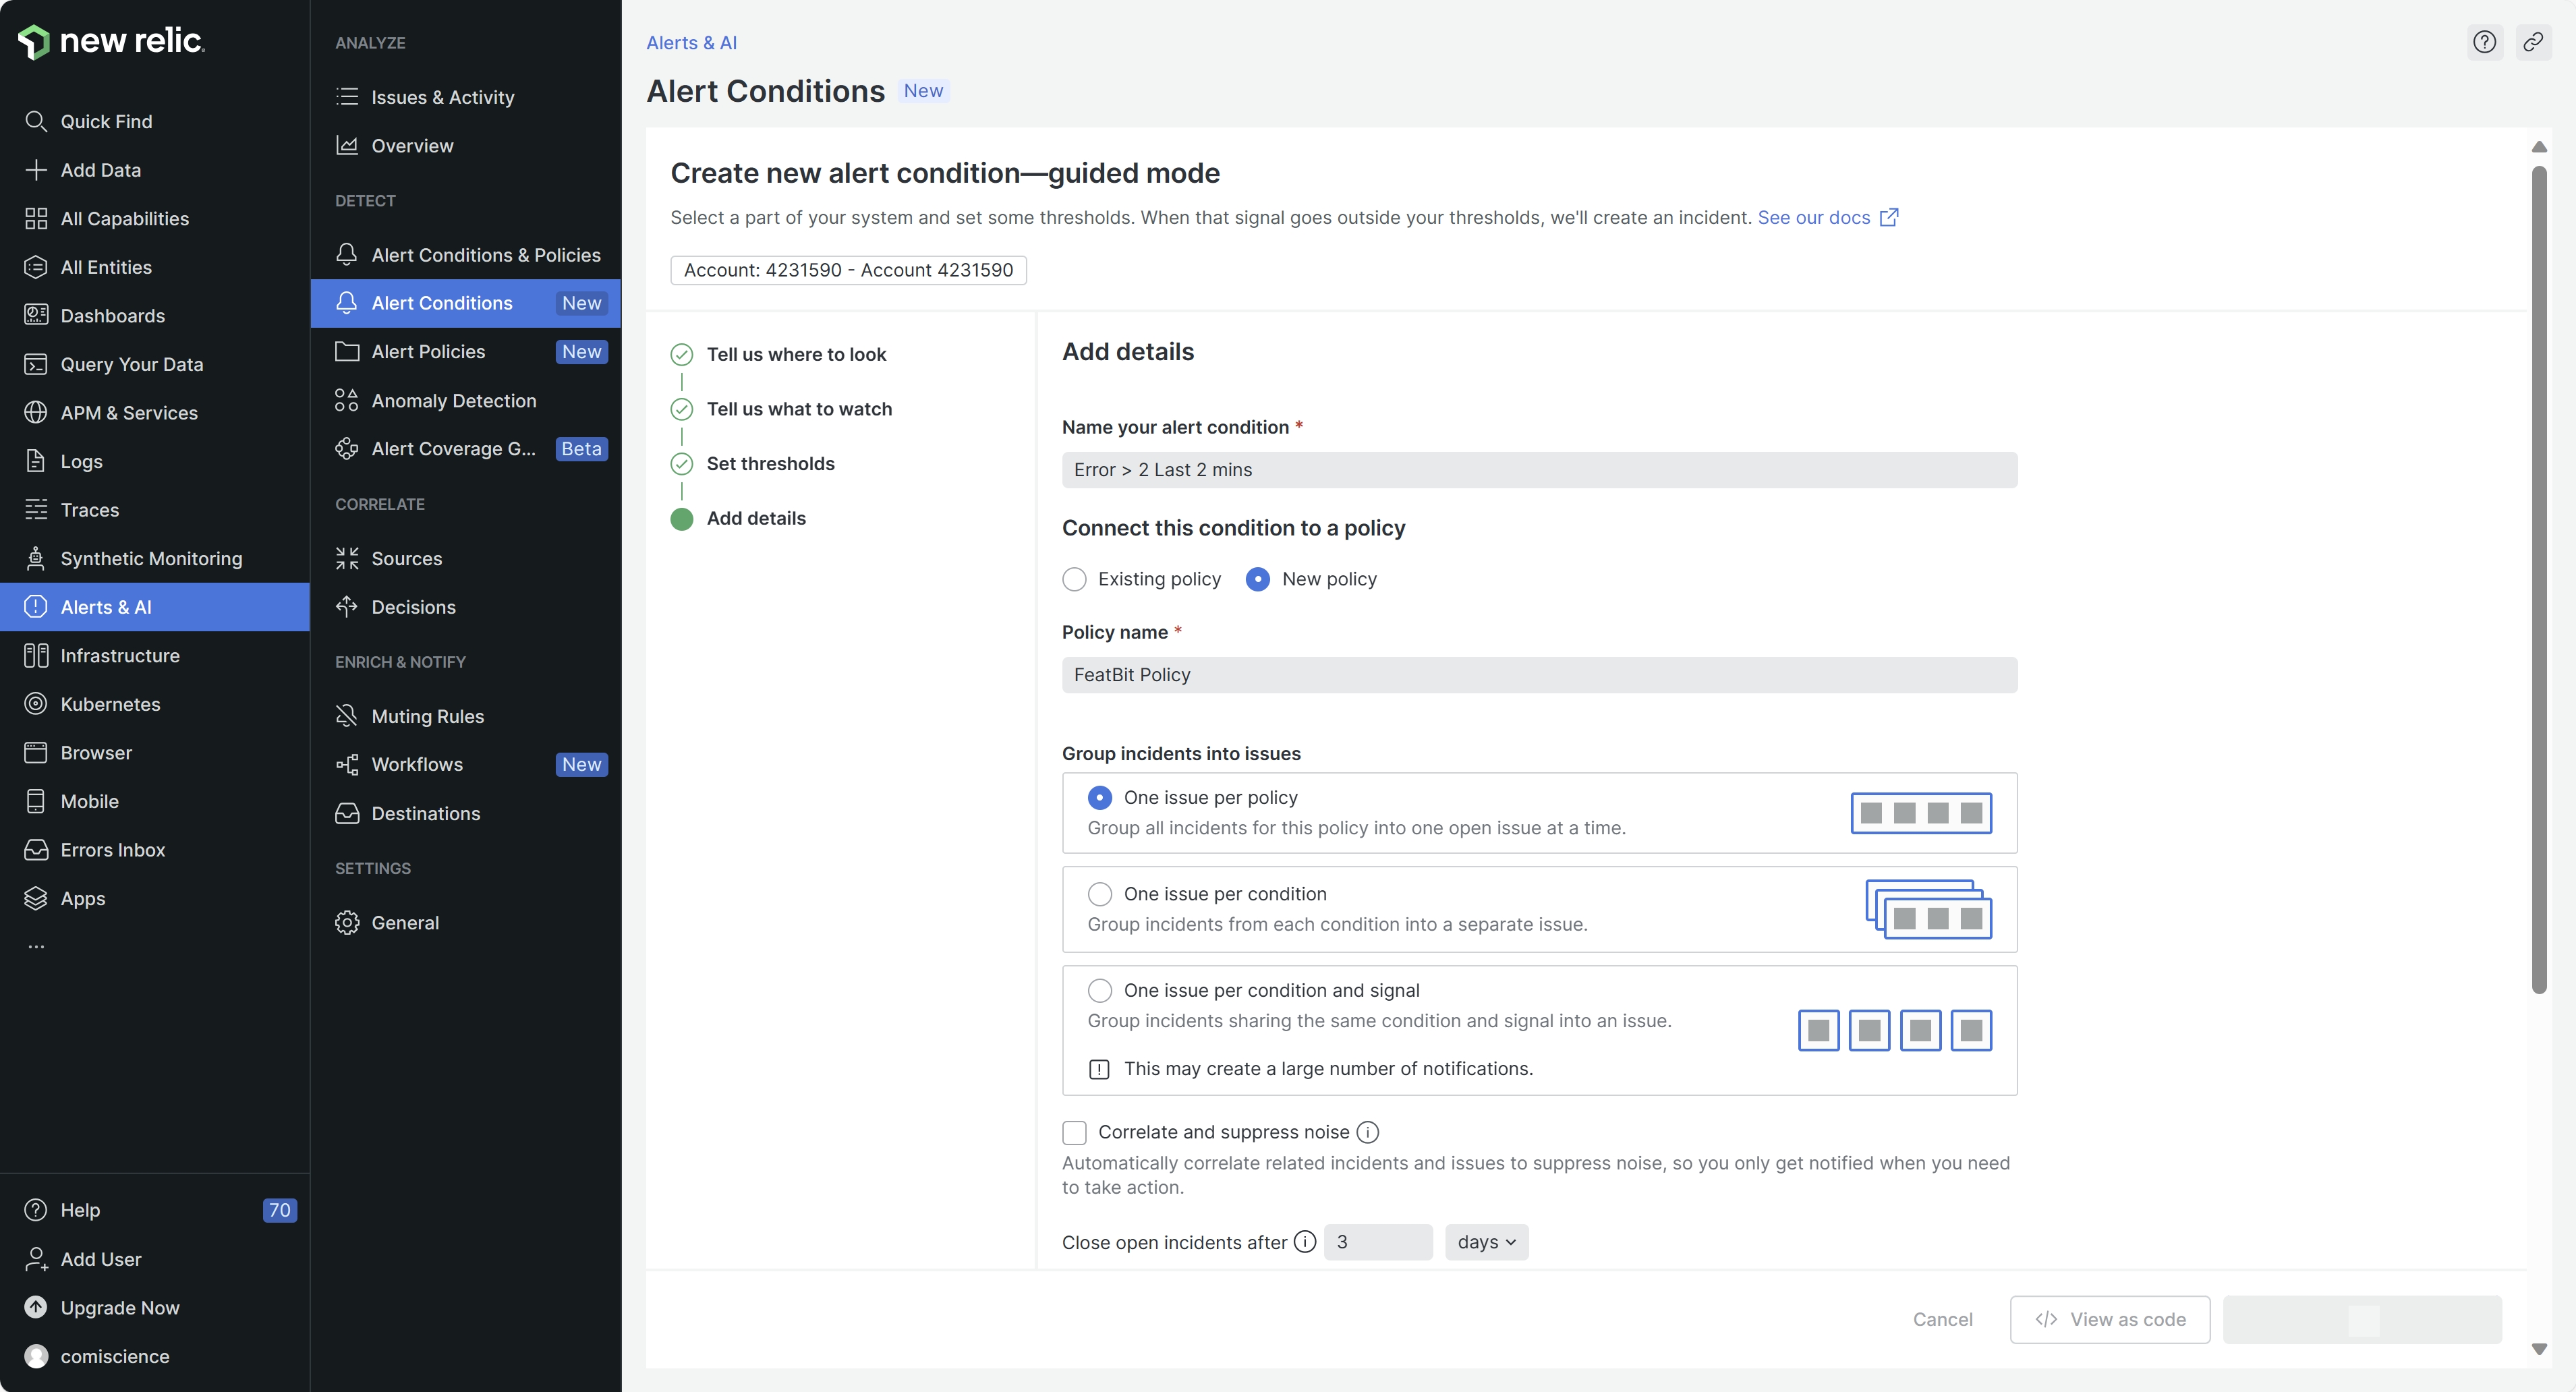 new relic.
Quick Find
Add Data
All Capabilities
All Entities
Dashboards
Query Your Data
APM & Services
Logs
Traces
Synthetic Monitoring
Alerts & AI
Infrastructure
Kubernetes
Browser
Mobile
Errors Inbox
Apps
...
Help 70
Add User
Upgrade Now
comiscience
ANALYZE
Issues & Activity
Overview
DETECT
Alert Conditions & Policies
Alert Conditions New
Alert Policies New
Anomaly Detection
Alert Coverage G... Beta
CORRELATE
Sources
Decisions
ENRICH & NOTIFY
Muting Rules
Workflows New
Destinations
SETTINGS
General
Alerts & AI
Alert Conditions New
Create new alert condition—guided mode
Select a part of your system and set some thresholds. When that signal goes outside your thresholds, we'll create an incident. See our docs
Account: 4231590 - Account 4231590
Tell us where to look
Tell us what to watch
Set thresholds
Add details
Add details
Name your alert condition *
Error > 2 Last 2 mins
Connect this condition to a policy
Existing policy New policy
Policy name *
FeatBit Policy
Group incidents into issues
One issue per policy
Group all incidents for this policy into one open issue at a time.
One issue per condition
Group incidents from each condition into a separate issue.
One issue per condition and signal
Group incidents sharing the same condition and signal into an issue.
This may create a large number of notifications.
Correlate and suppress noise
Automatically correlate related incidents and issues to suppress noise, so you only get notified when you need
to take action.
Close open incidents after 3 days
Cancel </> View as code